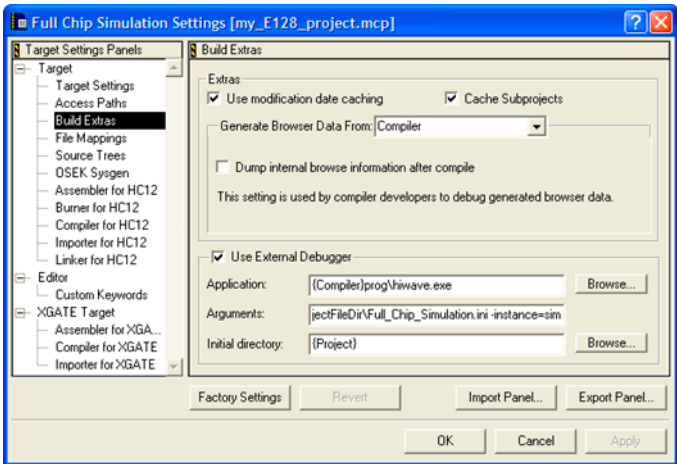 Full Chip Simulation Settings [my_E128_project.mcp]
Target Settings Panels
Target
Target Settings
Access Paths
Build Extras
File Mappings
Source Trees
OSEK Sysgen
Assembler for HC12
Burner for HC12
Compiler for HC12
Importer for HC12
Linker for HC12
Editor
Custom Keywords
XGATE Target
Assembler for XGA...
Compiler for XGATE
Importer for XGATE
Build Extras
Extras
Use modification date caching
Cache Subprojects
Generate Browser Data From: Compiler
Dump internal browse information after compile
This setting is used by compiler developers to debug generated browser data.
Use External Debugger
Application: {Compiler}prog\hiwave.exe Browse...
Arguments: jectFileDir\Full_Chip_Simulation.ini -instance=sim
Initial directory: {Project} Browse...
Factory Settings Revert Import Panel... Export Panel...
OK Cancel Apply